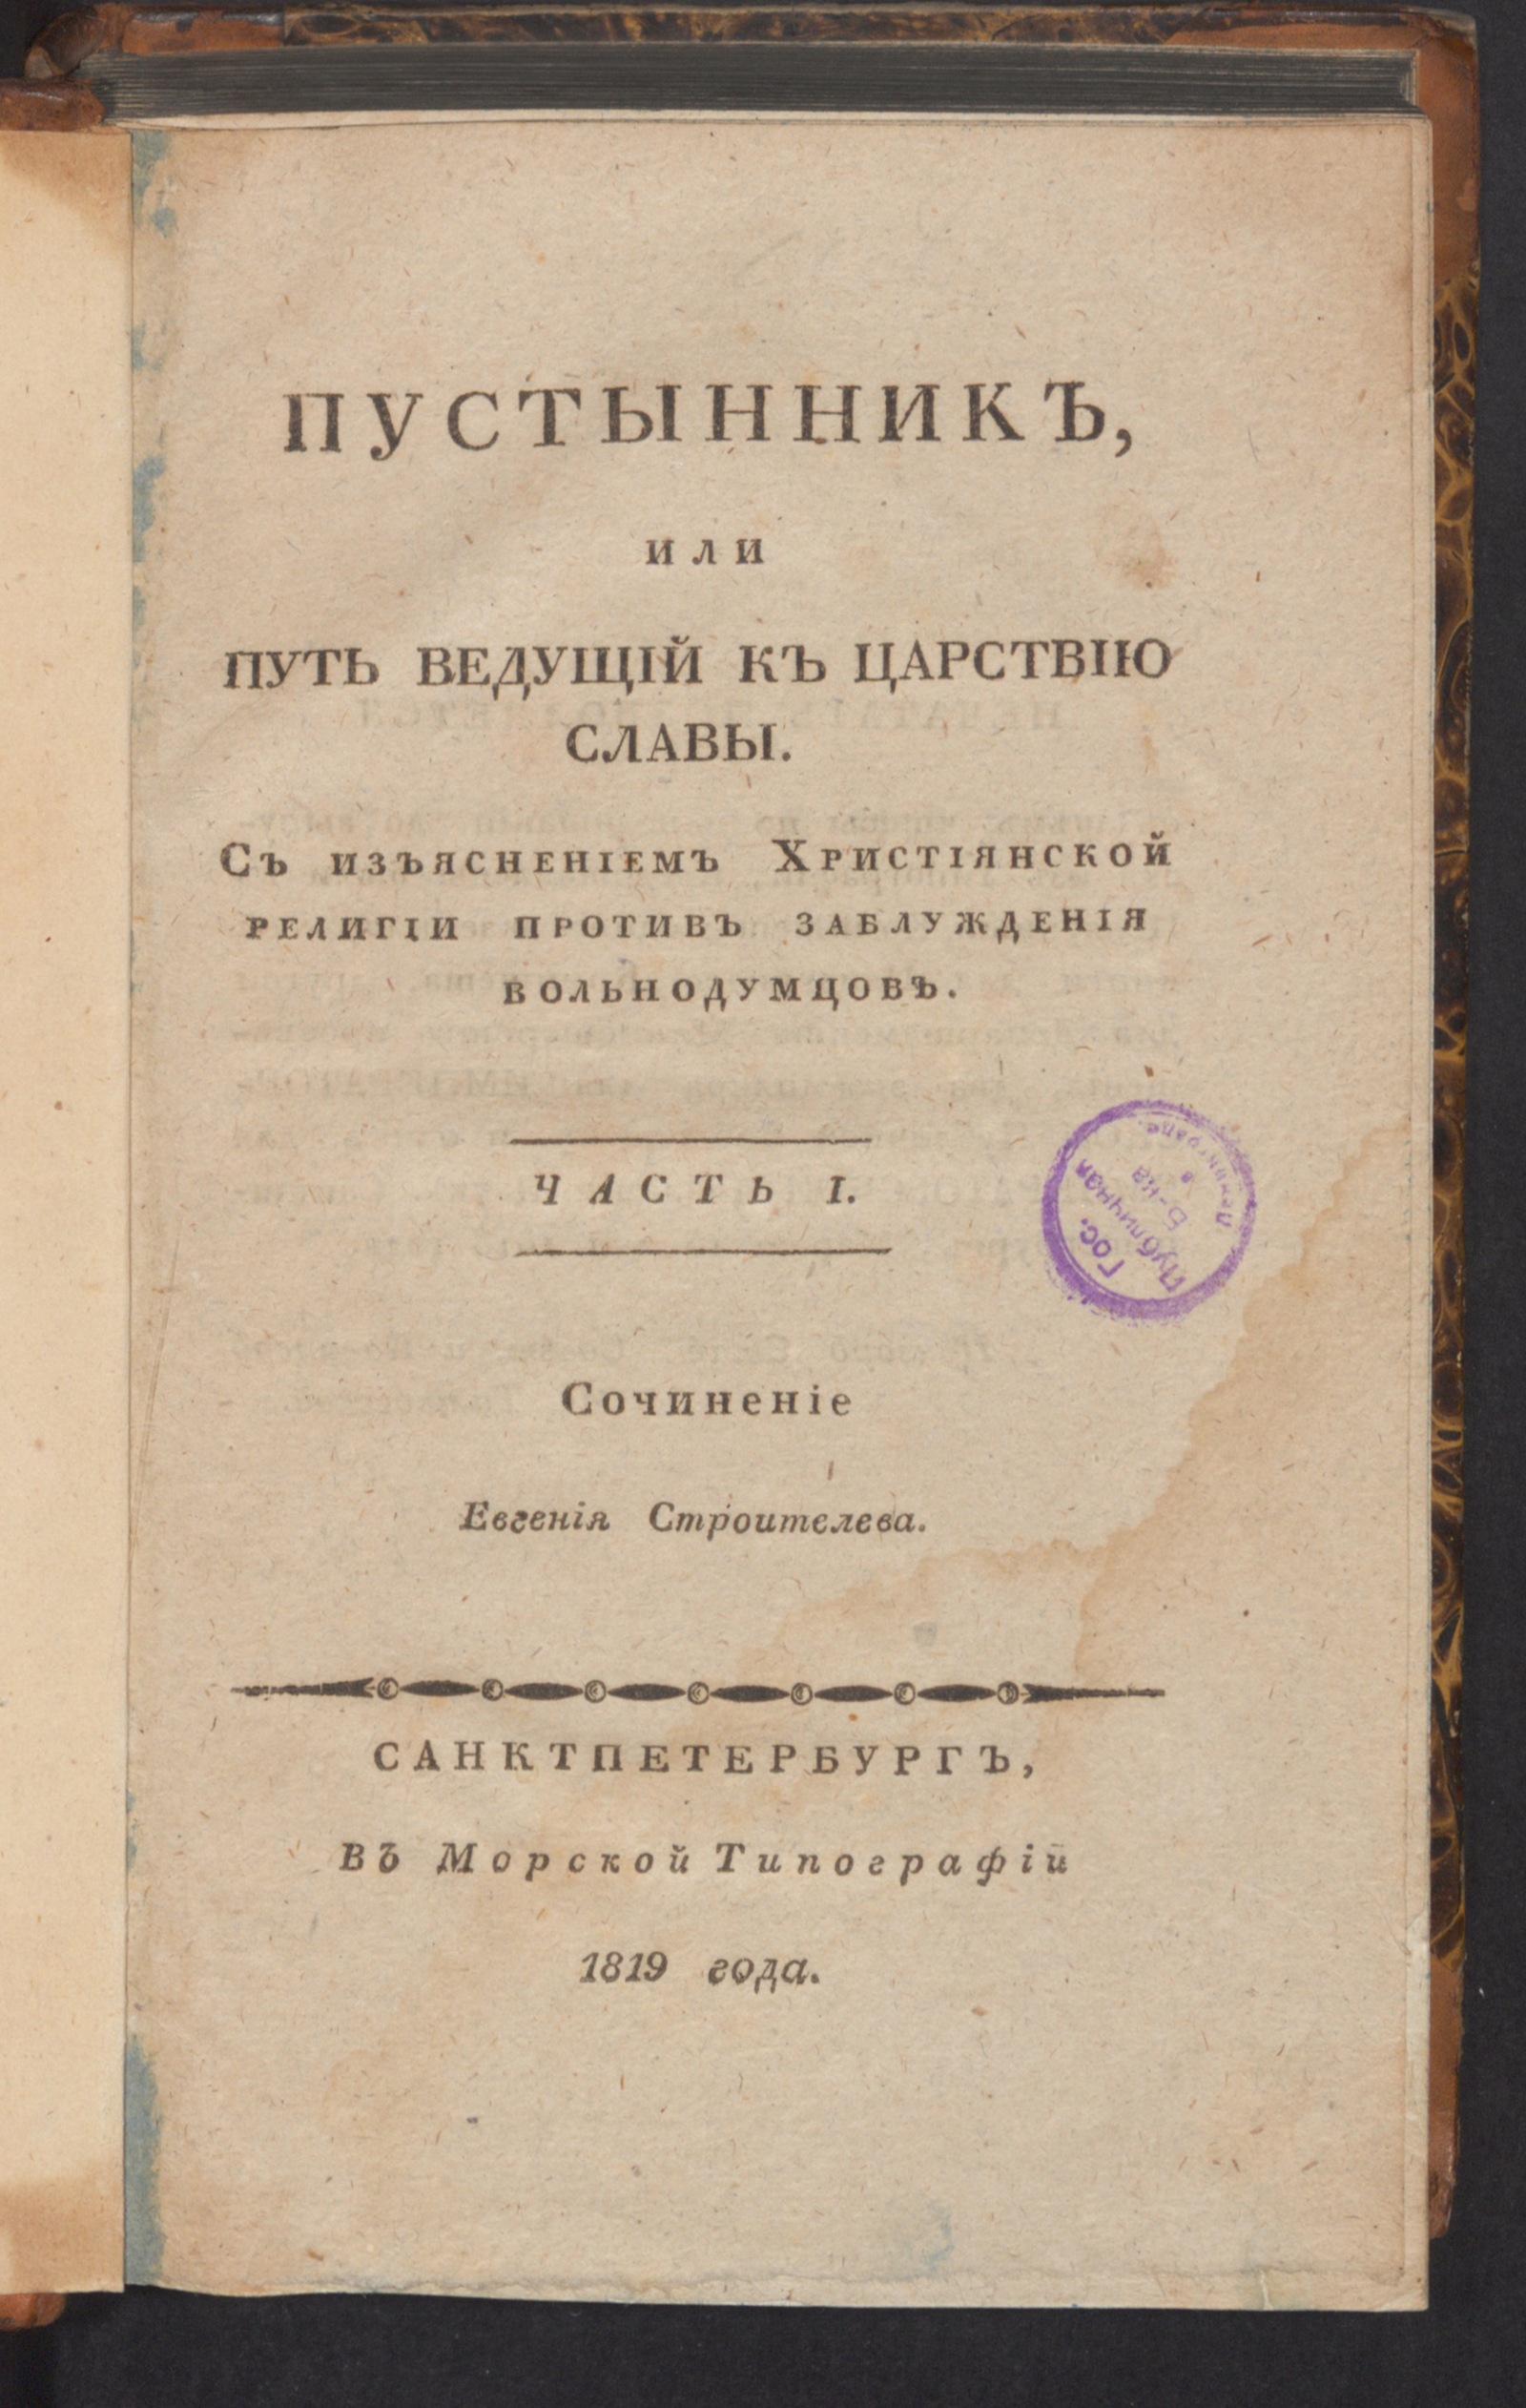 ПУСТЫННИКЪ,
или
ПУТЬ ВЕДУЩІЙ КЪ ЦАРСТВІЮ
СЛАВЫ.
Съ изъясненіемъ Христіянской
религіи противъ заблужденія
вольнодумцовъ.
ЧАСТЬ I.
Гос.
Публичная
Б-ка
в
Сочиненіе
Евгенія Строителева.
САНКТПЕТЕРБУРГЪ,
Въ Морской Типографіи
1819 года.